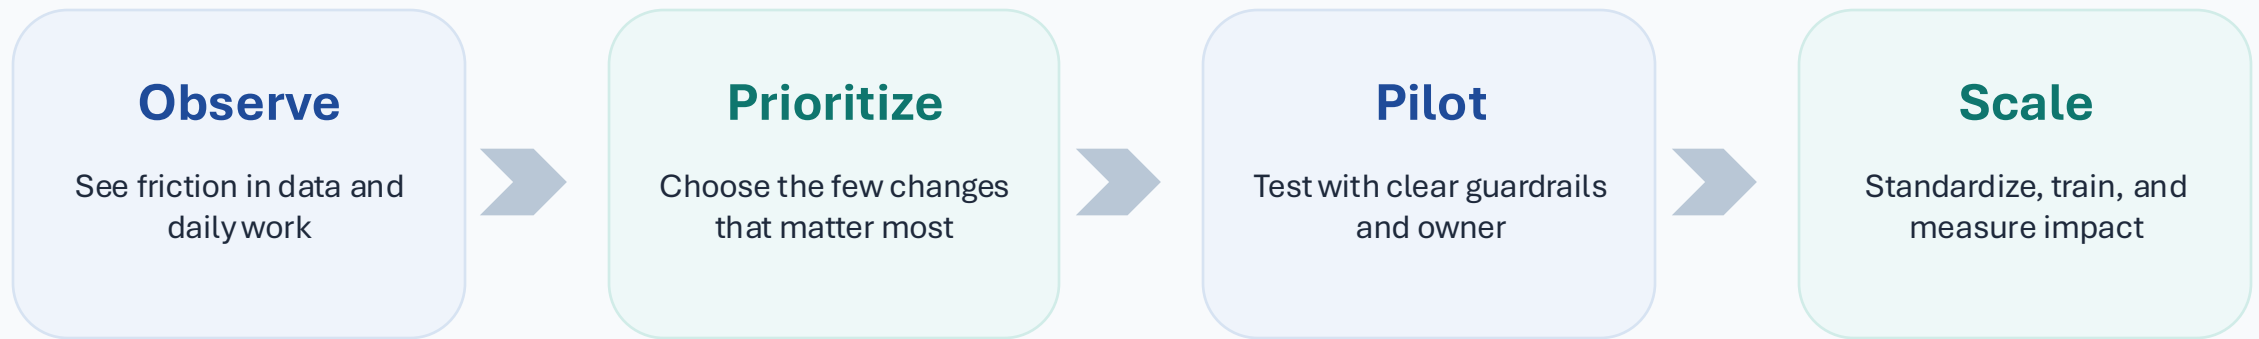 Observe
See friction in data and
daily work
Prioritize
Choose the few changes
that matter most
Pilot
Test with clear guardrails
and owner
Scale
Standardize, train, and
measure impact